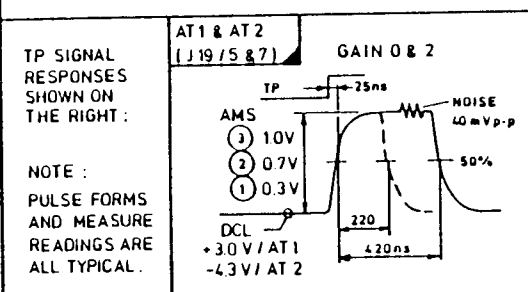 TP SIGNAL
RESPONSES
SHOWN ON
THE RIGHT :
NOTE :
PULSE FORMS
AND MEASURE
READINGS ARE
ALL TYPICAL.
AT1 & AT2
(J19/5 & 7)
GAIN 0 & 2
TP
25ns
NOISE
40mVp-p
AMS
3 1.0V
2 0.7V
1 0.3V
50%
DCL
+3.0 V/ AT1
-4.3 V/ AT 2
220
420ns